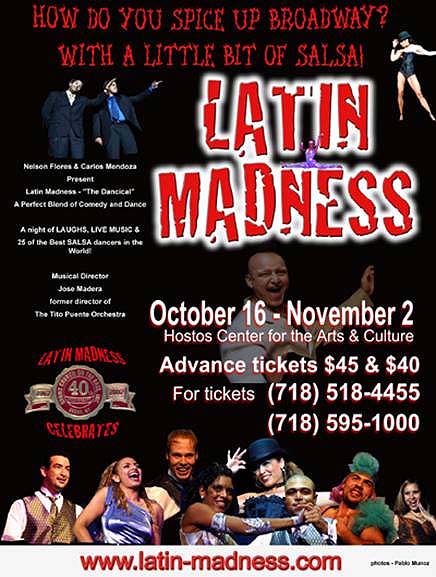 HOW DO YOU SPICE UP BROADWAY?
WITH A LITTLE BIT OF SALSA!
LATIN
MADNESS
Nelson Flores & Carlos Mendoza
Present
Latin Madness - "The Dancical"
A Perfect Blend of Comedy and Dance
A night of LAUGHS, LIVE MUSIC &
25 of the Best SALSA dancers in the
World!
Musical Director
Jose Madera
former director of
The Tito Puente Orchestra
October 16 - November 2
Hostos Center for the Arts & Culture
Advance tickets $45 & $40
For tickets (718) 518-4455
(718) 595-1000
LATIN MADNESS
40
CELEBRATES
www.latin-madness.com
photos - Pablo Munoz